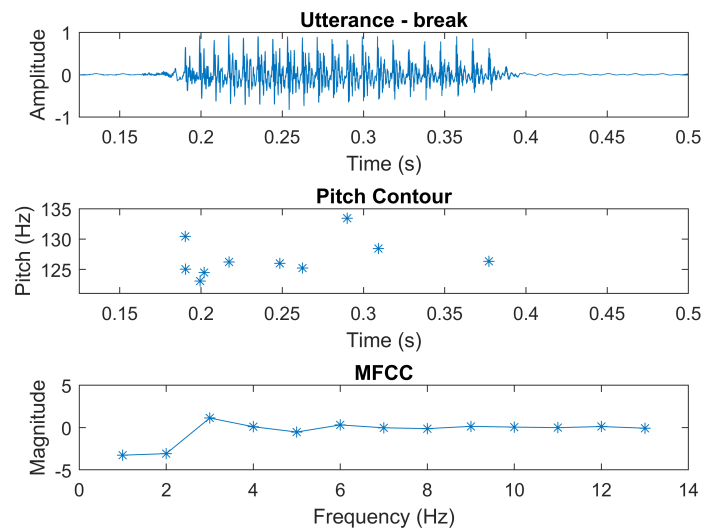 Utterance - break
Amplitude
1
0
-1
0.15 0.2 0.25 0.3 0.35 0.4 0.45 0.5
Time (s)
Pitch Contour
Pitch (Hz)
135
130
125
0.15 0.2 0.25 0.3 0.35 0.4 0.45 0.5
Time (s)
MFCC
Magnitude
5
0
-5
0 2 4 6 8 10 12 14
Frequency (Hz)